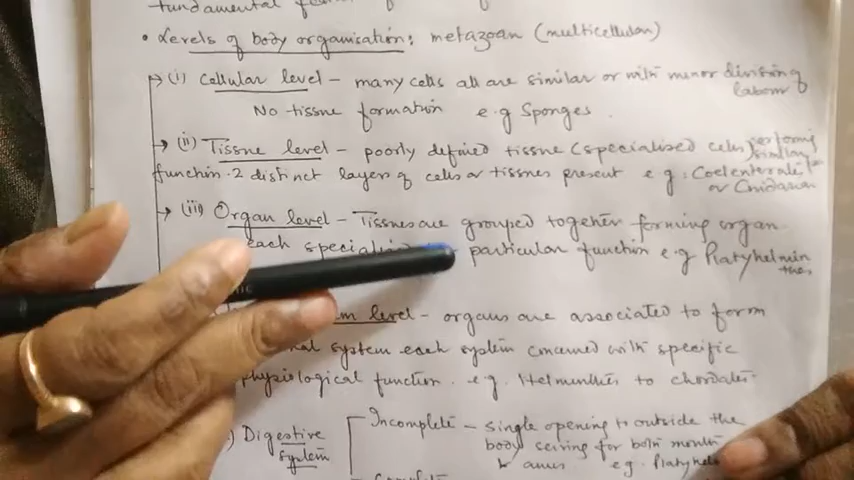 fundamental
• Levels of body organisation: metazoan (multicellular)
(i) Cellular level - many cells all are similar or with minor division of labour
No tissue formation e.g Sponges.
(ii) Tissue level - poorly defined tissue (specialised cells) performing similar
function. 2 distinct layers of cells or tissues present e.g: Coelenterate or Cnidarian
(iii) Organ level - Tissues are grouped together forming organ
each particular function e.g Platyhelminthes
level - organs are associated to form
system each system concerned with specific
physiological function. e.g. Helminthes to chordates
Digestive system
Incomplete - single opening to outside the
body serving for both mouth
& anus e.g.